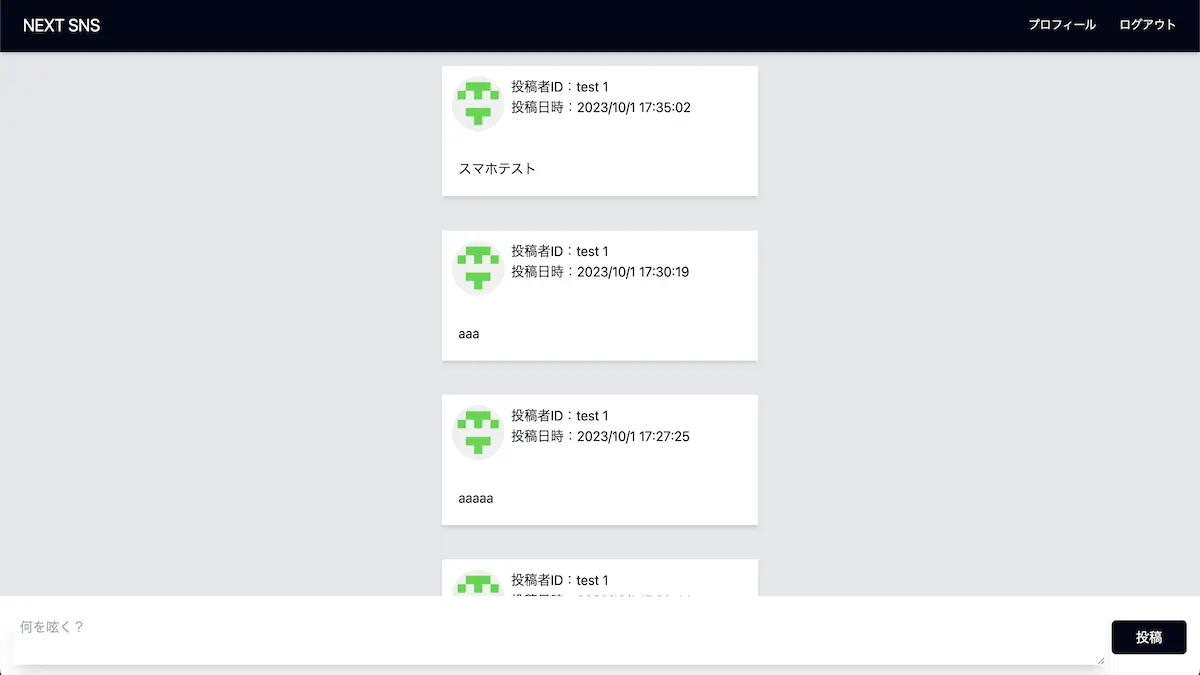 NEXT SNS
プロフィール
ログアウト
投稿者ID：test 1
投稿日時：2023/10/1 17:35:02
スマホテスト
投稿者ID：test 1
投稿日時：2023/10/1 17:30:19
aaa
投稿者ID：test 1
投稿日時：2023/10/1 17:27:25
aaaaa
投稿者ID：test 1
何を呟く？
投稿